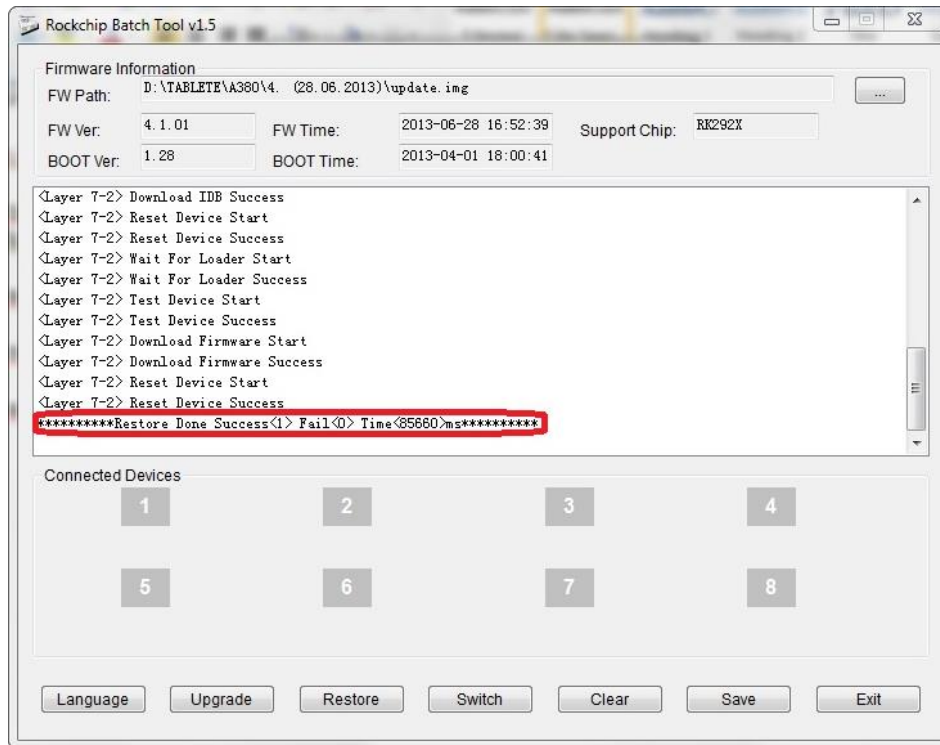 Rockchip Batch Tool v1.5
Firmware Information
FW Path: D:\TABLETE\A380\4. (28.06.2013)\update.img ...
FW Ver: 4.1.01 FW Time: 2013-06-28 16:52:39 Support Chip: RK292X
BOOT Ver: 1.28 BOOT Time: 2013-04-01 18:00:41
<Layer 7-2> Download IDB Success
<Layer 7-2> Reset Device Start
<Layer 7-2> Reset Device Success
<Layer 7-2> Wait For Loader Start
<Layer 7-2> Wait For Loader Success
<Layer 7-2> Test Device Start
<Layer 7-2> Test Device Success
<Layer 7-2> Download Firmware Start
<Layer 7-2> Download Firmware Success
<Layer 7-2> Reset Device Start
<Layer 7-2> Reset Device Success
**********Restore Done Success<1> Fail<0> Time<85660>ms**********
Connected Devices
1 2 3 4
5 6 7 8
Language Upgrade Restore Switch Clear Save Exit